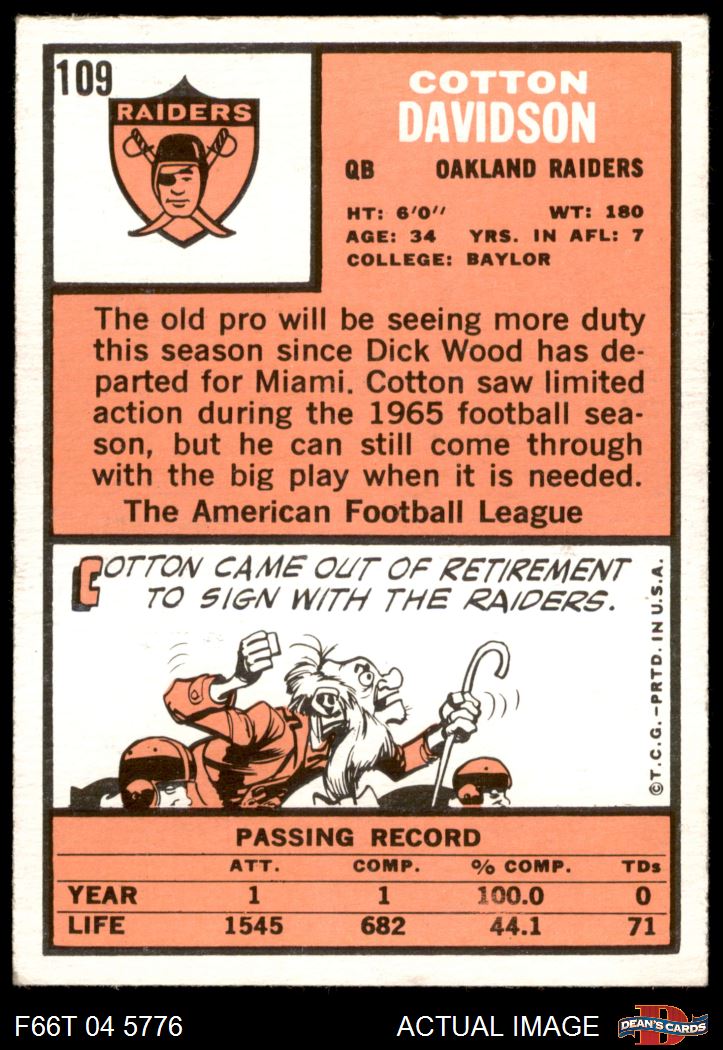 109
RAIDERS
COTTON
DAVIDSON
QB OAKLAND RAIDERS
HT: 6'0" WT: 180
AGE: 34 YRS. IN AFL: 7
COLLEGE: BAYLOR
The old pro will be seeing more duty
this season since Dick Wood has de-
parted for Miami. Cotton saw limited
action during the 1965 football sea-
son, but he can still come through
with the big play when it is needed.
The American Football League
COTTON CAME OUT OF RETIREMENT
TO SIGN WITH THE RAIDERS.
©T.C.G.–PRTD. IN U.S.A.
PASSING RECORD
ATT. COMP. % COMP. TDs
YEAR 1 1 100.0 0
LIFE 1545 682 44.1 71
F66T 04 5776 ACTUAL IMAGE
D
DEAN'S CARDS